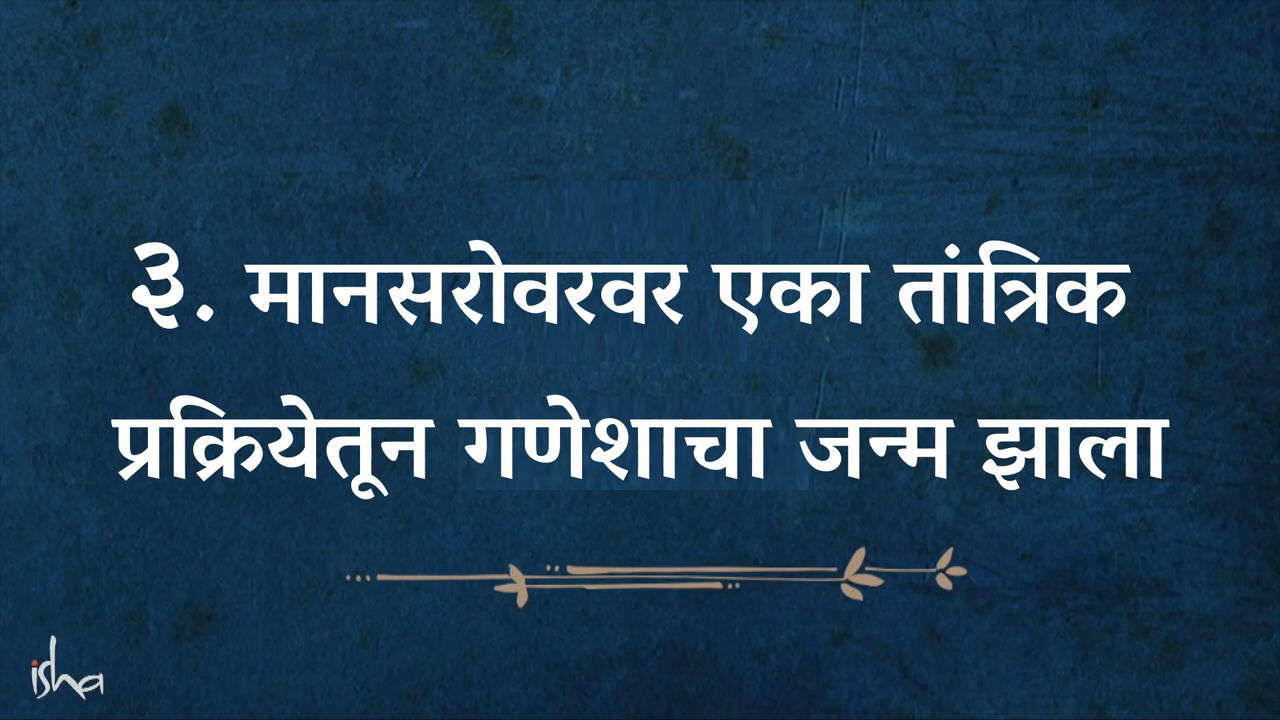 ३. मानसरोवरवर एका तांत्रिक
प्रक्रियेतून गणेशाचा जन्म झाला
isha